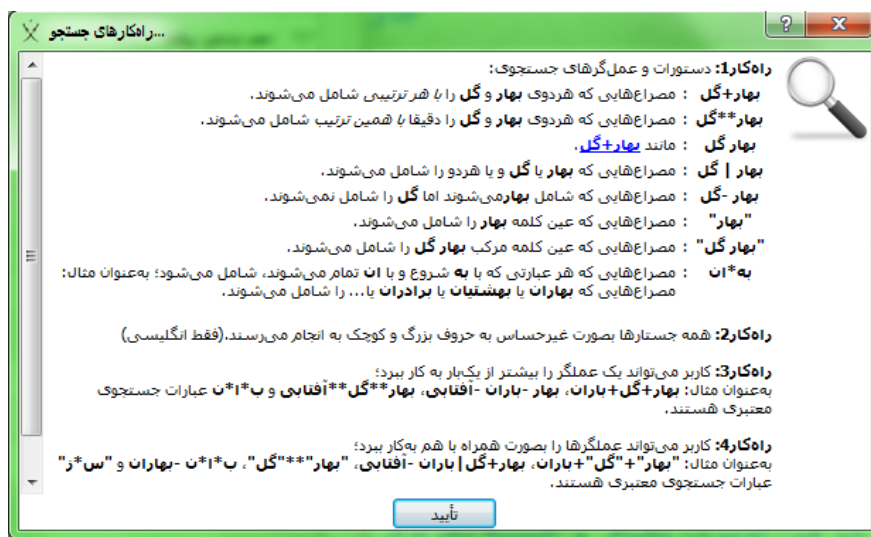 راه‌کارهای جستجو...
راه‌کار1: دستورات و عمل‌گرهای جستجوی:
بهار+گل : مصراع‌هایی که هردوی بهار و گل را با هر ترتیبی شامل می‌شوند.
بهار**گل : مصراع‌هایی که هردوی بهار و گل را دقیقا با همین ترتیب شامل می‌شوند.
بهار گل : مانند بهار+گل.
بهار | گل : مصراع‌هایی که بهار یا گل و یا هردو را شامل می‌شوند.
بهار -گل : مصراع‌هایی که شامل بهارمی‌شوند اما گل را شامل نمی‌شوند.
"بهار" : مصراع‌هایی که عین کلمه بهار را شامل می‌شوند.
"بهار گل" : مصراع‌هایی که عین کلمه مرکب بهار گل را شامل می‌شوند.
به*ان : مصراع‌هایی که هر عبارتی که با به شروع و با ان تمام می‌شوند، شامل می‌شود؛ به‌عنوان مثال:
مصراع‌هایی که بهاران یا بهشتیان یا برادران یا... را شامل می‌شوند.
راه‌کار2: همه جستارها بصورت غیرحساس به حروف بزرگ و کوچک به انجام می‌رسند.(فقط انگلیسی)
راه‌کار3: کاربر می‌تواند یک عملگر را بیشتر از یک‌بار به کار ببرد؛
به‌عنوان مثال: بهار+گل+باران، بهار -باران -آفتابی، بهار**گل**آفتابی و ب*ا*ن عبارات جستجوی
معتبری هستند.
راه‌کار4: کاربر می‌تواند عملگرها را بصورت همراه با هم به‌کار ببرد؛
به‌عنوان مثال: "بهار"+"گل"+باران، بهار+گل|باران -آفتابی، "بهار"**"گل"، ب*ا*ن -بهاران و "س*ز"
عبارات جستجوی معتبری هستند.
تأیید